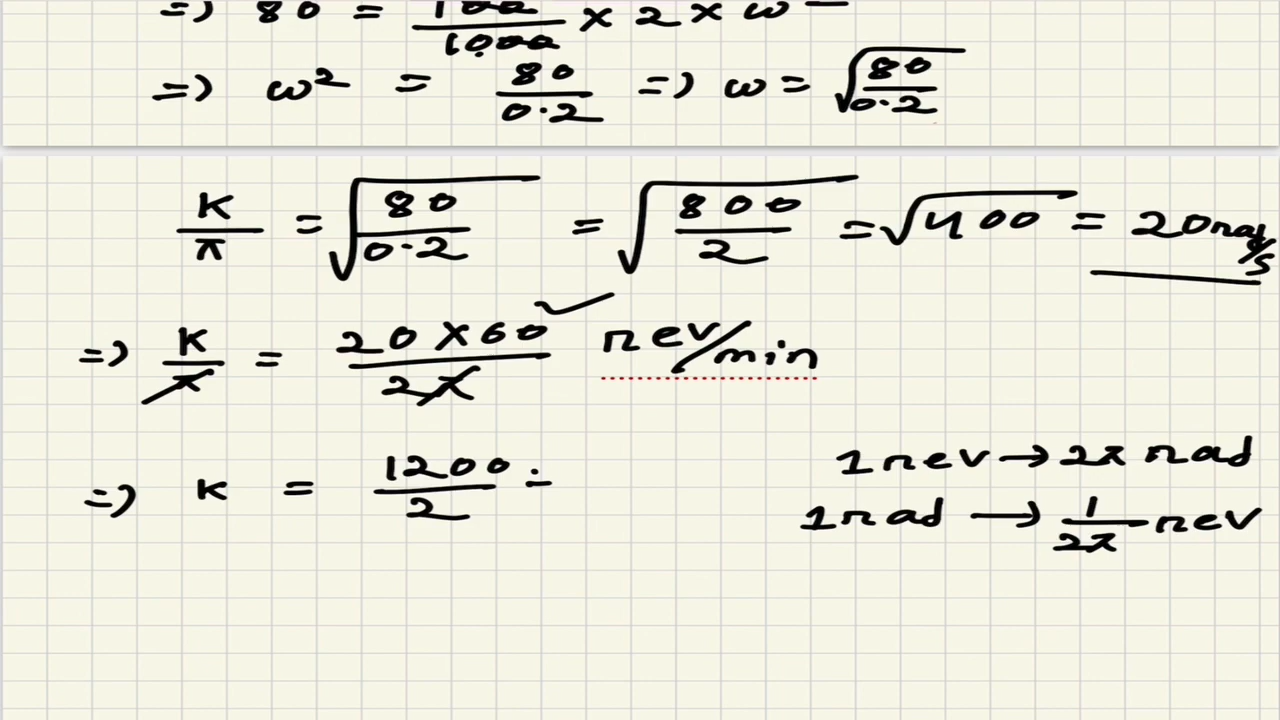 => 80 = 100/1000 × 2 × ω
=> ω² = 80/0.2 => ω = √(80/0.2)
K/π = √(80/0.2) = √(800/2) = √400 = 20 rad/s
=> K/π = 20×60/2π rev/min
1 rev → 2π rad
=> K = 1200/2 =
1 rad → 1/2π rev